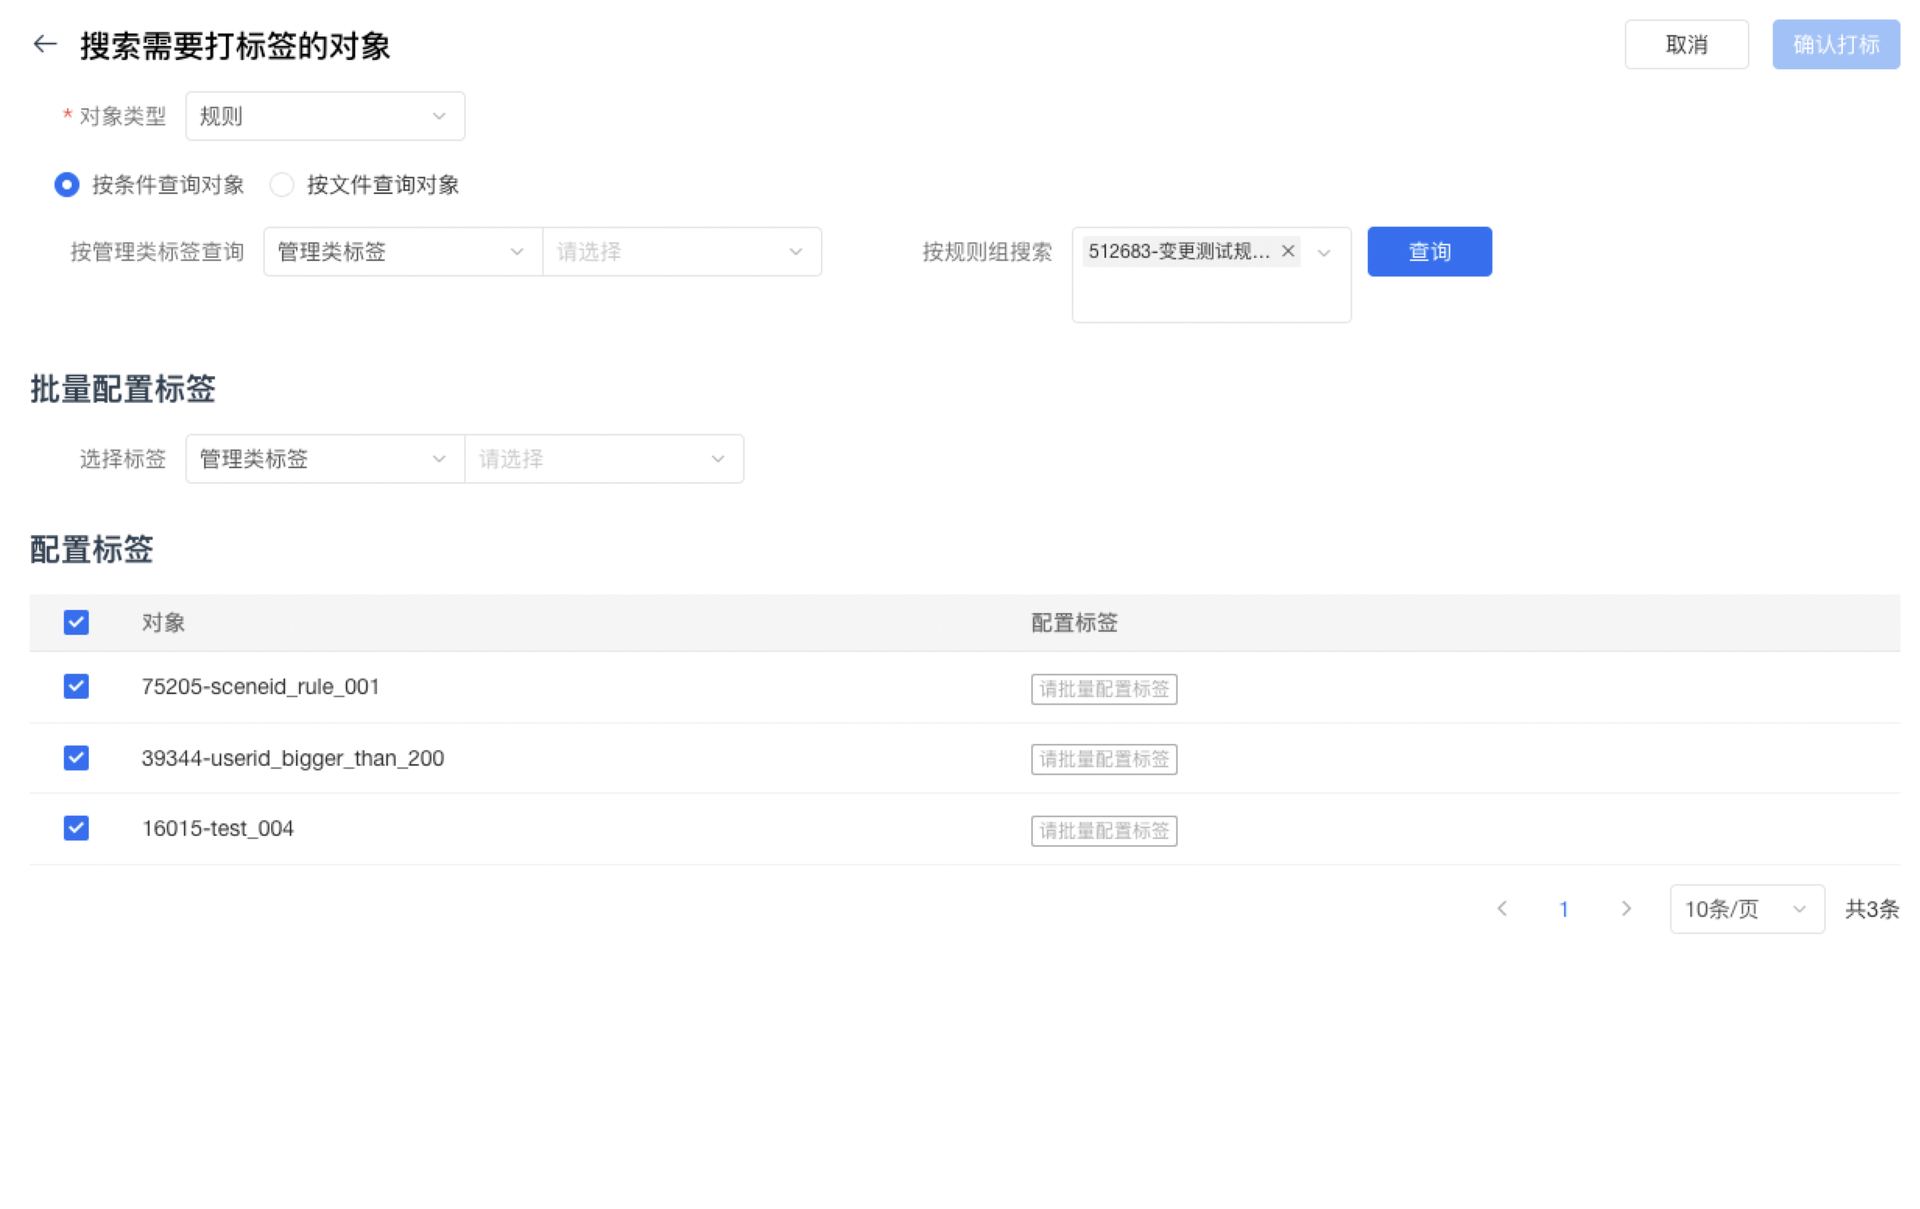 搜索需要打标签的对象
取消
确认打标
* 对象类型
规则
按条件查询对象
按文件查询对象
按管理类标签查询
管理类标签
请选择
按规则组搜索
512683-变更测试规...
查询
批量配置标签
选择标签
管理类标签
请选择
配置标签
对象
配置标签
75205-sceneid_rule_001
请批量配置标签
39344-userid_bigger_than_200
请批量配置标签
16015-test_004
请批量配置标签
1
10条/页
共3条